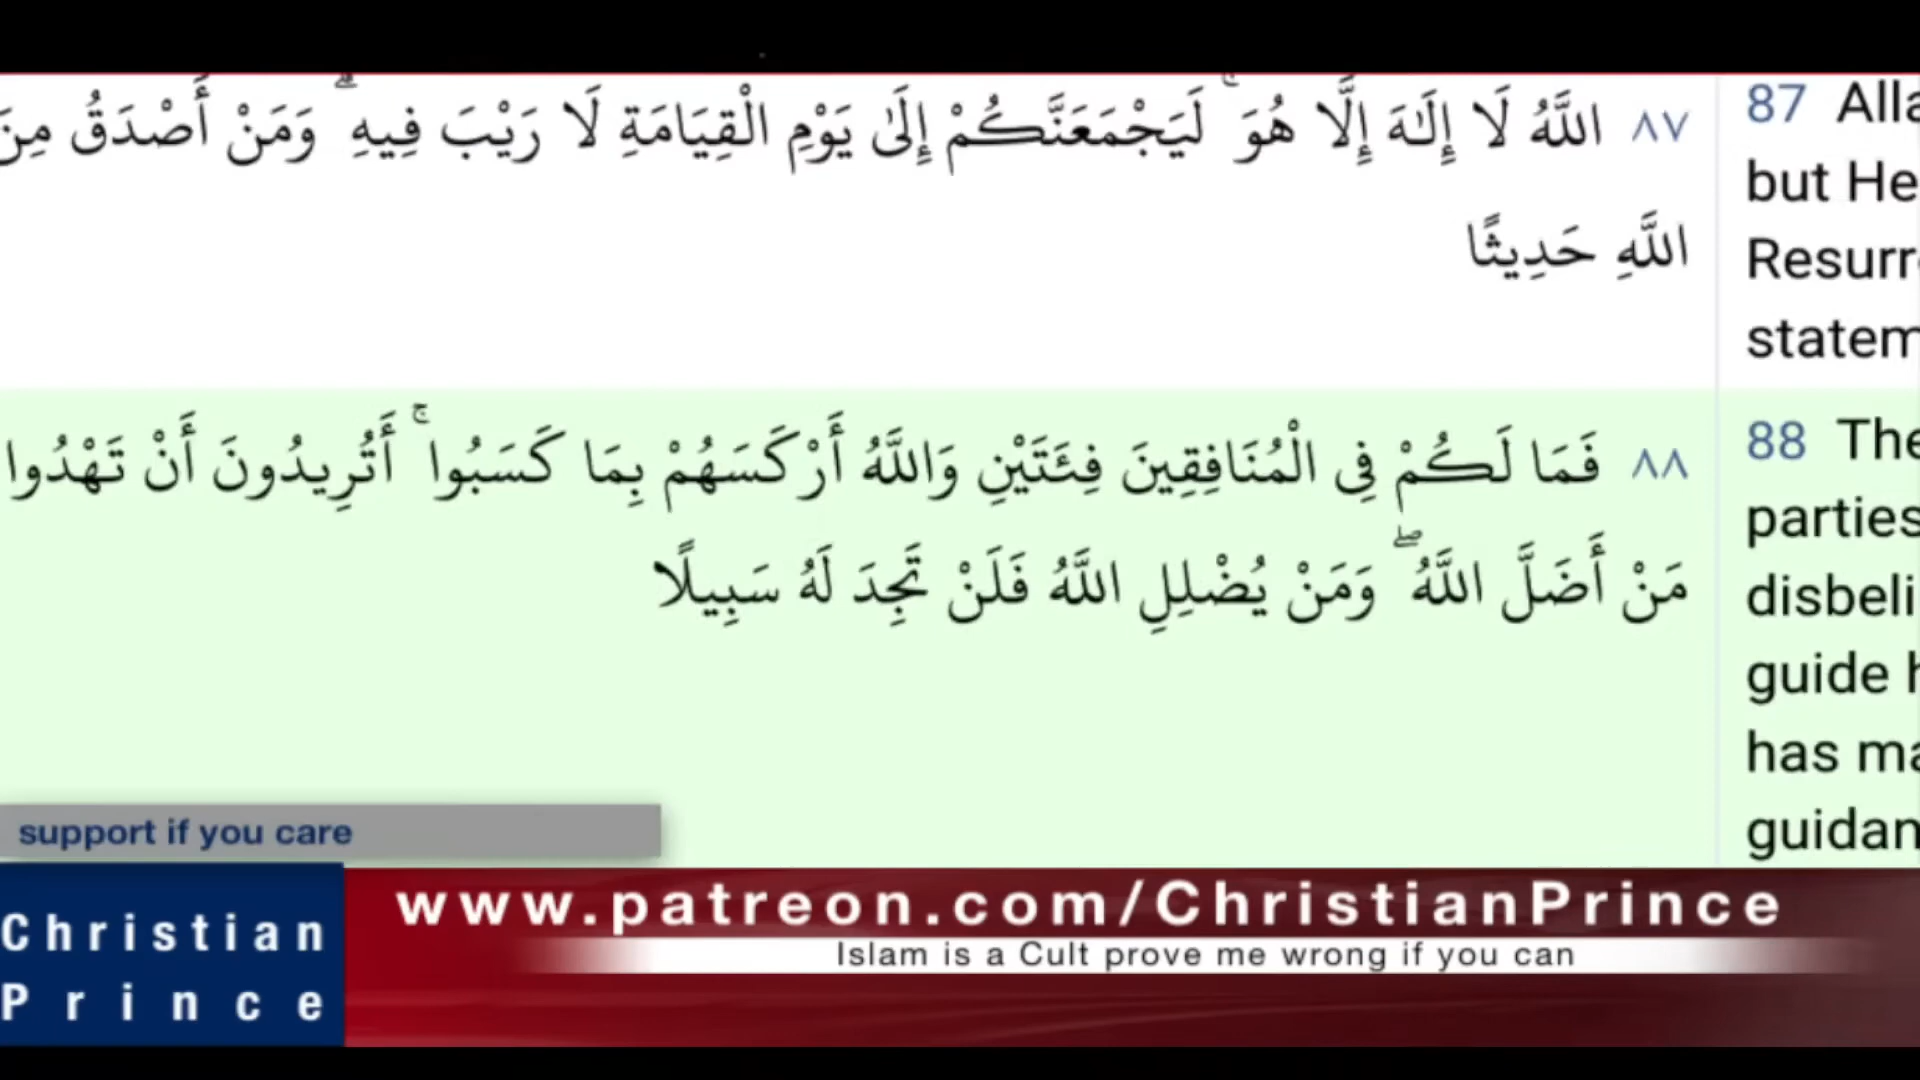 ٨٧ اللَّهُ لَا إِلَٰهَ إِلَّا هُوَ ۚ لَيَجْمَعَنَّكُمْ إِلَىٰ يَوْمِ الْقِيَامَةِ لَا رَيْبَ فِيهِ ۗ وَمَنْ أَصْدَقُ مِنَ
اللَّهِ حَدِيثًا
87 Alla
but He
Resurr
statem
٨٨ فَمَا لَكُمْ فِى الْمُنَافِقِينَ فِئَتَيْنِ وَاللَّهُ أَرْكَسَهُمْ بِمَا كَسَبُوا ۚ أَتُرِيدُونَ أَنْ تَهْدُوا
مَنْ أَضَلَّ اللَّهُ ۖ وَمَنْ يُضْلِلِ اللَّهُ فَلَنْ تَجِدَ لَهُ سَبِيلًا
88 The
parties
disbeli
guide h
has ma
guidan
support if you care
Christian
Prince
www.patreon.com/ChristianPrince
Islam is a Cult prove me wrong if you can